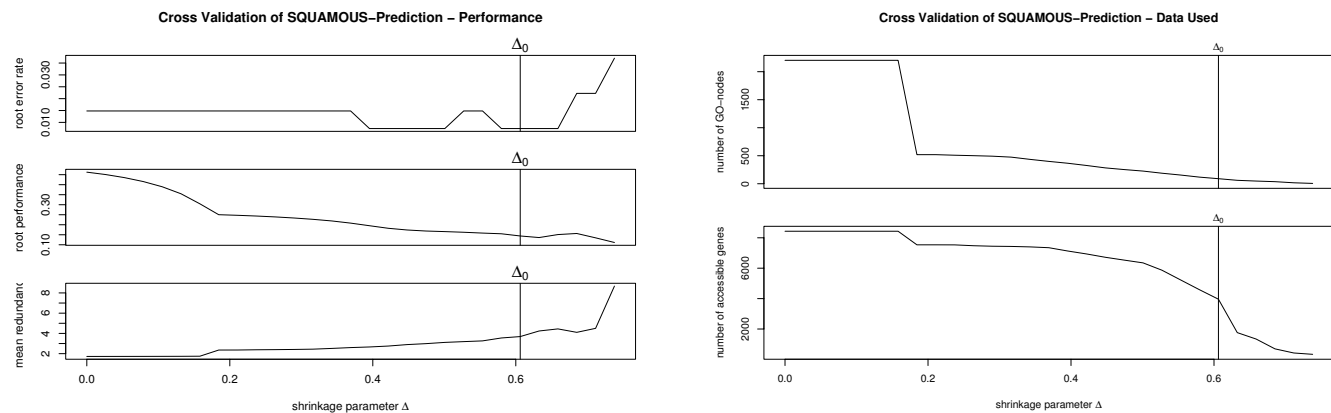 Cross Validation of SQUAMOUS−Prediction − Performance
Δ0
root error rate
0.010 0.030
Δ0
root performance
0.10 0.30
Δ0
mean redundanc
2 4 6 8
0.0 0.2 0.4 0.6
shrinkage parameter Δ
Cross Validation of SQUAMOUS−Prediction − Data Used
Δ0
number of GO−nodes
0 500 1500
Δ0
number of accessible genes
2000 6000
0.0 0.2 0.4 0.6
shrinkage parameter Δ